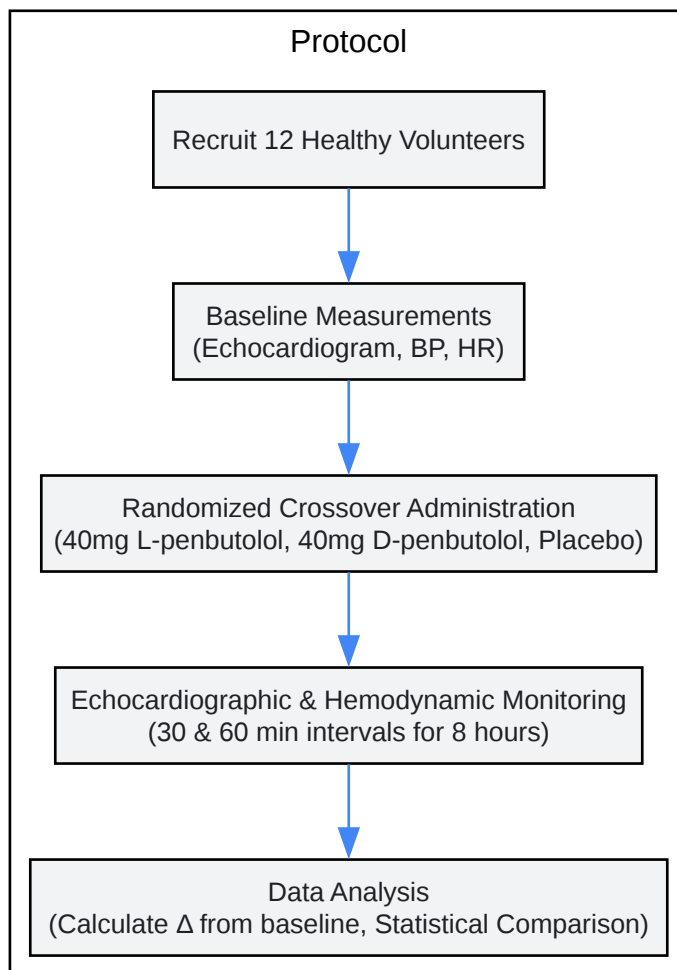 Protocol
Recruit 12 Healthy Volunteers
Baseline Measurements
(Echocardiogram, BP, HR)
Randomized Crossover Administration
(40mg L-penbutolol, 40mg D-penbutolol, Placebo)
Echocardiographic & Hemodynamic Monitoring
(30 & 60 min intervals for 8 hours)
Data Analysis
(Calculate Δ from baseline, Statistical Comparison)